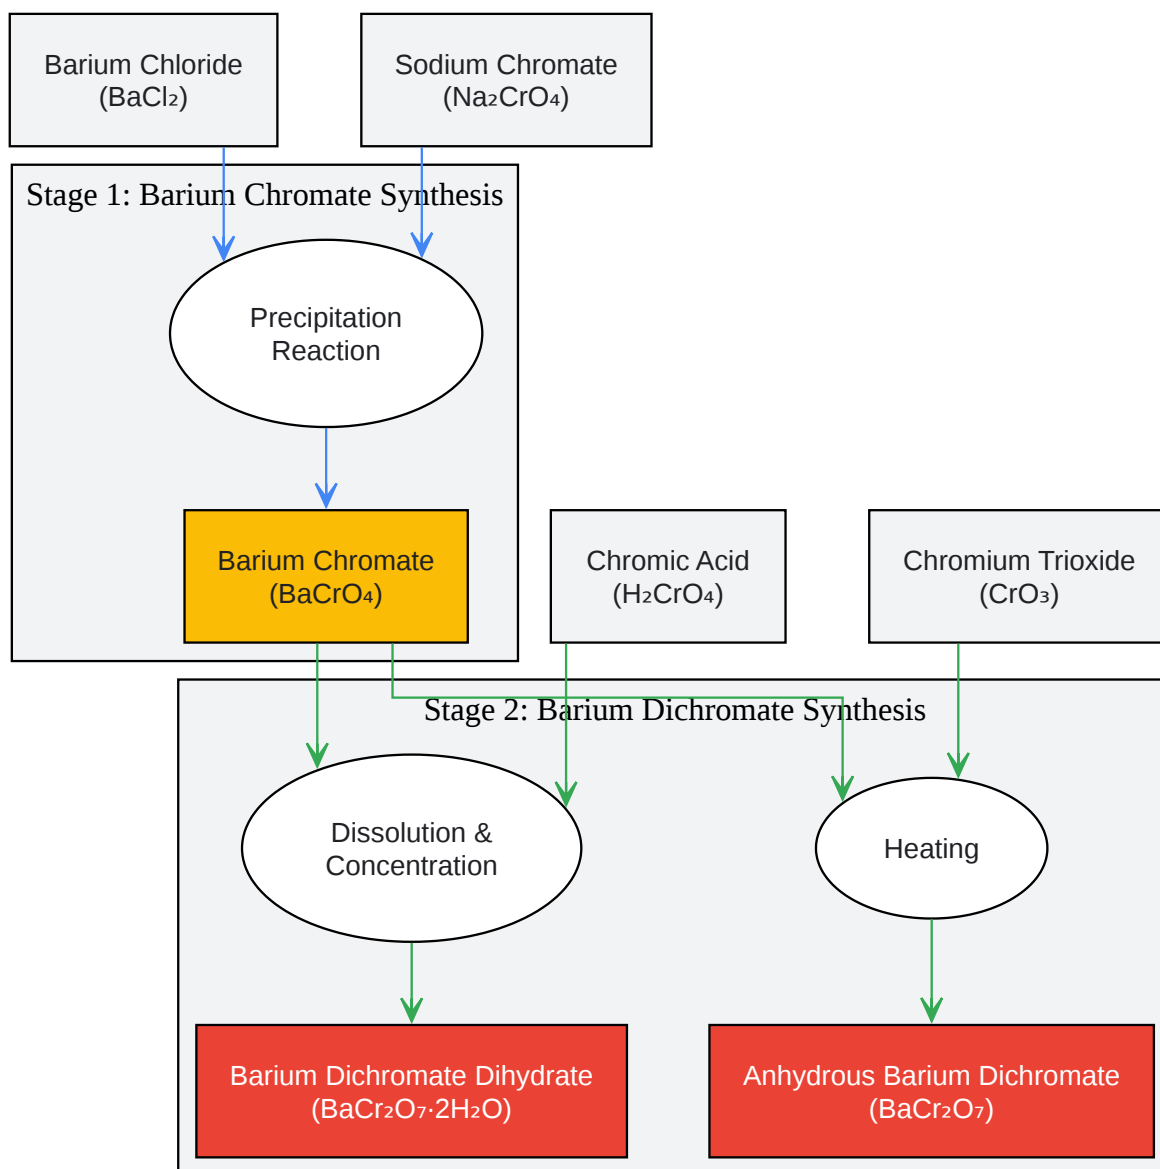 Barium Chloride
(BaCl₂)
Sodium Chromate
(Na₂CrO₄)
Stage 1: Barium Chromate Synthesis
Precipitation
Reaction
Barium Chromate
(BaCrO₄)
Chromic Acid
(H₂CrO₄)
Chromium Trioxide
(CrO₃)
Stage 2: Barium Dichromate Synthesis
Dissolution &
Concentration
Heating
Barium Dichromate Dihydrate
(BaCr₂O₇·2H₂O)
Anhydrous Barium Dichromate
(BaCr₂O₇)